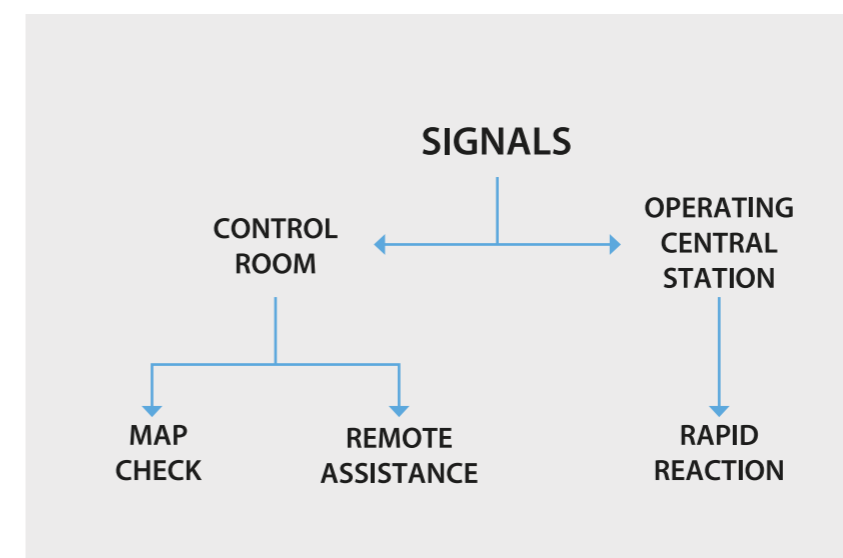 SIGNALS
CONTROL
ROOM
OPERATING
CENTRAL
STATION
MAP
CHECK
REMOTE
ASSISTANCE
RAPID
REACTION